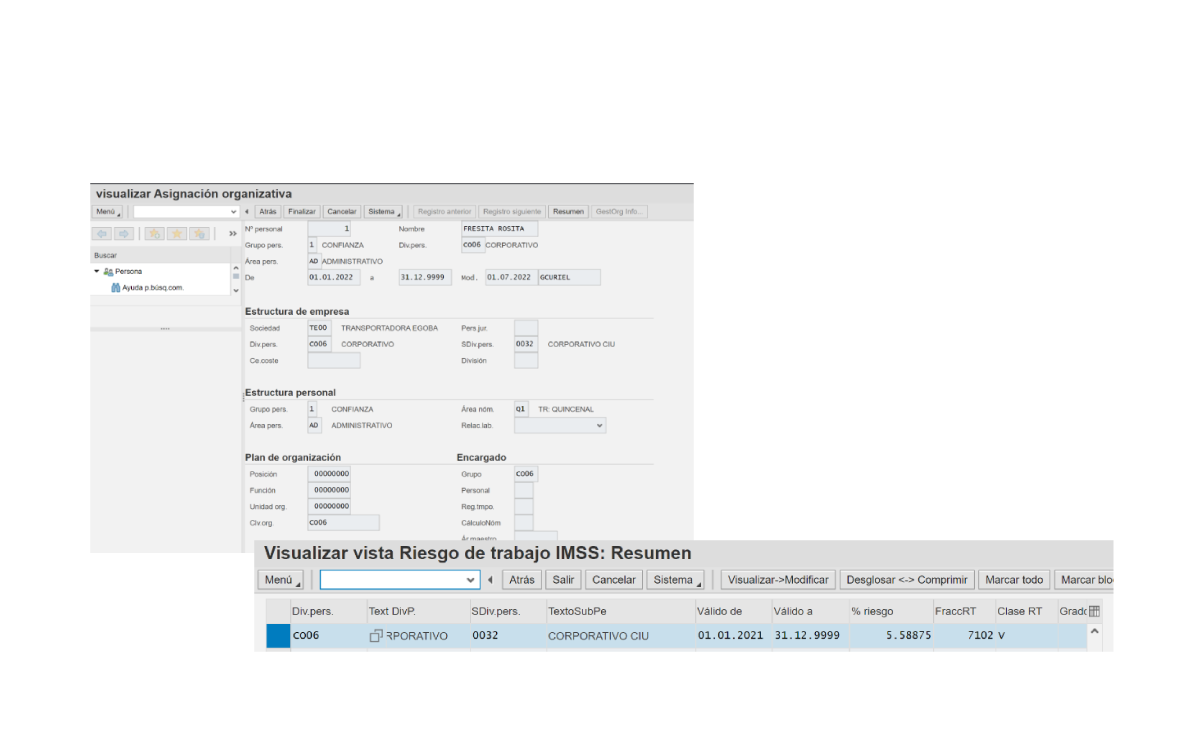 visualizar Asignación organizativa
Menú Atrás Finalizar Cancelar Sistema Registro anterior Registro siguiente Resumen GestOrg Info...
Nº personal 1 Nombre FRESITA ROSITA
Grupo pers. 1 CONFIANZA Div.pers. CO06 CORPORATIVO
Buscar
Área pers. AD ADMINISTRATIVO
Persona
De 01.01.2022 a 31.12.9999 Mod. 01.07.2022 GCURIEL
Ayuda p.búsq.com.
Estructura de empresa
Sociedad TE00 TRANSPORTADORA EGOBA Pers.jur.
Div.pers. CO06 CORPORATIVO SDiv.pers. 0032 CORPORATIVO CIU
Ce.coste División
Estructura personal
Grupo pers. 1 CONFIANZA Área nóm. Q1 TR: QUINCENAL
Área pers. AD ADMINISTRATIVO Relac.lab.
Plan de organización Encargado
Posición 00000000 Grupo CO06
Función 00000000 Personal
Unidad org. 00000000 Reg.tmpo.
Clv.org. CO06 CálculoNóm
Ár.maestro
Visualizar vista Riesgo de trabajo IMSS: Resumen
Menú Atrás Salir Cancelar Sistema Visualizar->Modificar Desglosar <-> Comprimir Marcar todo Marcar blo
Div.pers. Text DivP. SDiv.pers. TextoSubPe Válido de Válido a % riesgo FraccRT Clase RT Grado
CO06 RPORATIVO 0032 CORPORATIVO CIU 01.01.2021 31.12.9999 5.58875 7102 V